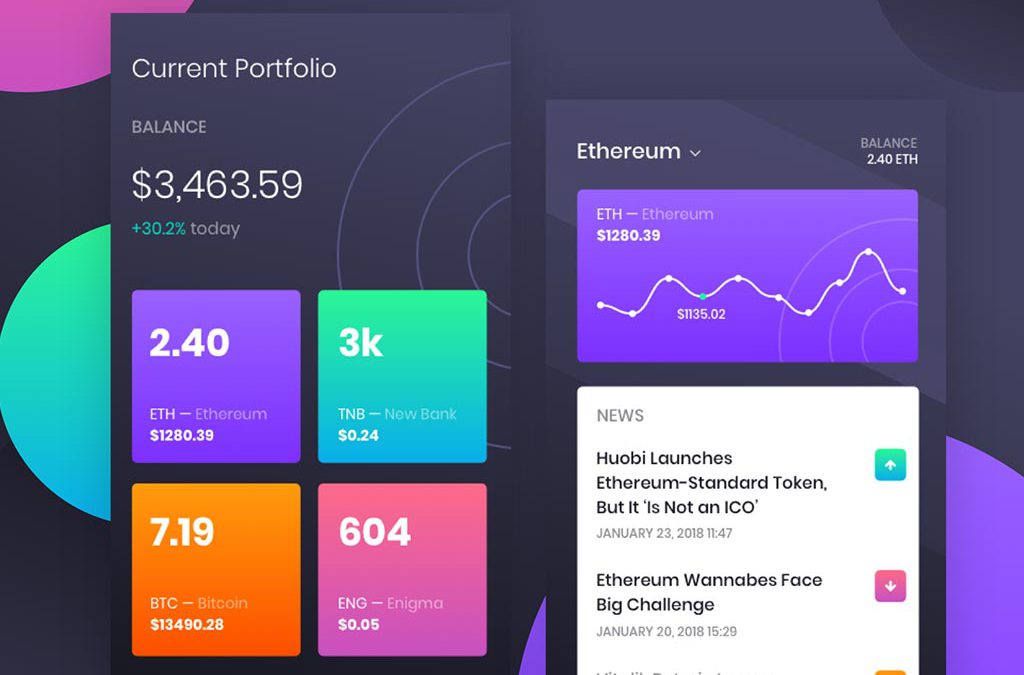 Current Portfolio
BALANCE
$3,463.59
+30.2% today
2.40
ETH — Ethereum
$1280.39
3k
TNB — New Bank
$0.24
7.19
BTC — Bitcoin
$13490.28
604
ENG — Enigma
$0.05
Ethereum
BALANCE
2.40 ETH
ETH — Ethereum
$1280.39
$1135.02
NEWS
Huobi Launches
Ethereum-Standard Token,
But It ‘Is Not an ICO’
JANUARY 23, 2018 11:47
Ethereum Wannabes Face
Big Challenge
JANUARY 20, 2018 15:29